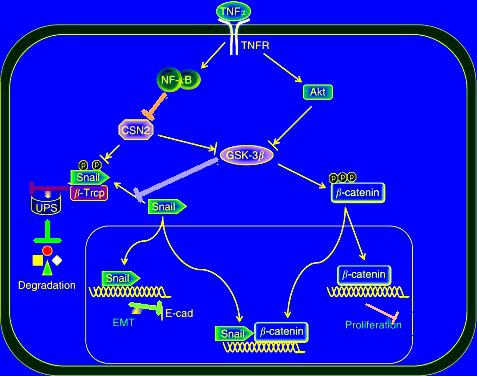 TNFα
TNFR
NF-κB
Akt
CSN2
GSK-3β
P P
Snail
β-Trcp
P P P
β-catenin
UPS
Snail
Degradation
Snail
β-catenin
E-cad
EMT
Snail
β-catenin
Proliferation